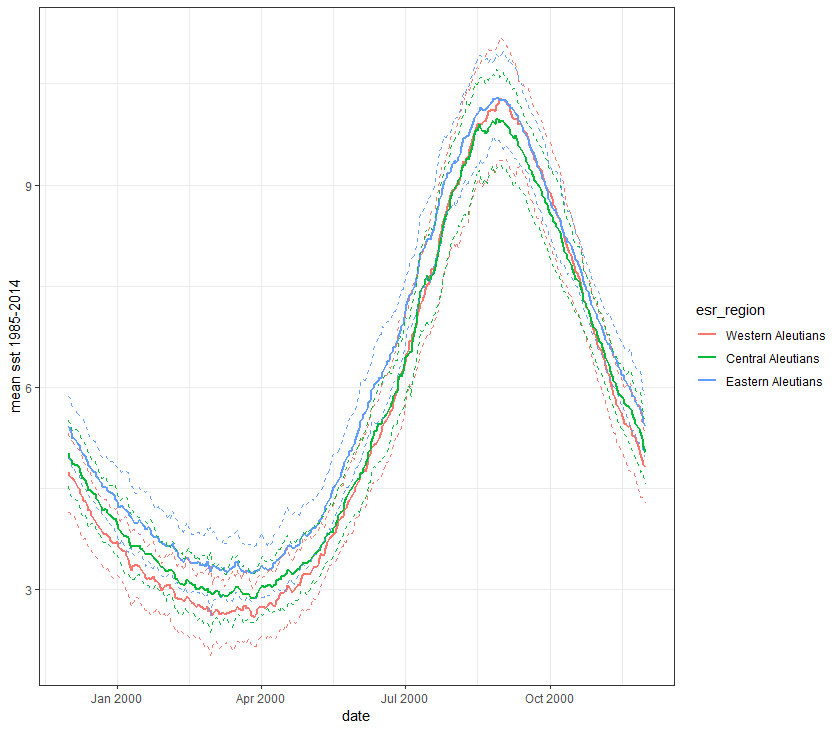 mean sst 1985-2014
9
6
3
Jan 2000
Apr 2000
Jul 2000
Oct 2000
date
esr_region
Western Aleutians
Central Aleutians
Eastern Aleutians